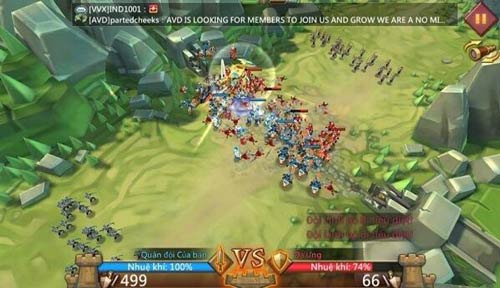 [VVX]IND1001 :
[AVD]partedcheeks : AVD IS LOOKING FOR MEMBERS TO JOIN US AND GROW WE ARE A NO MI...
Quân đội Của bạn
VS
Nhuệ khí: 100%
Nhuệ khí: 74%
499
66